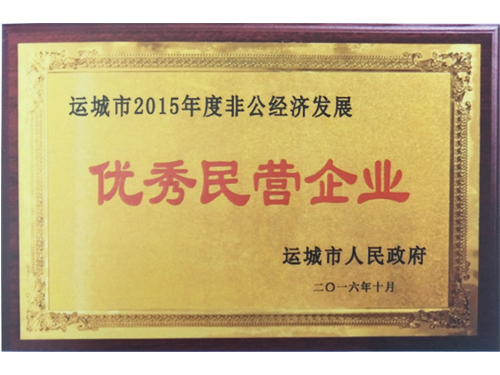 运城市2015年度非公经济发展
优秀民营企业
运城市人民政府
二〇一六年十月